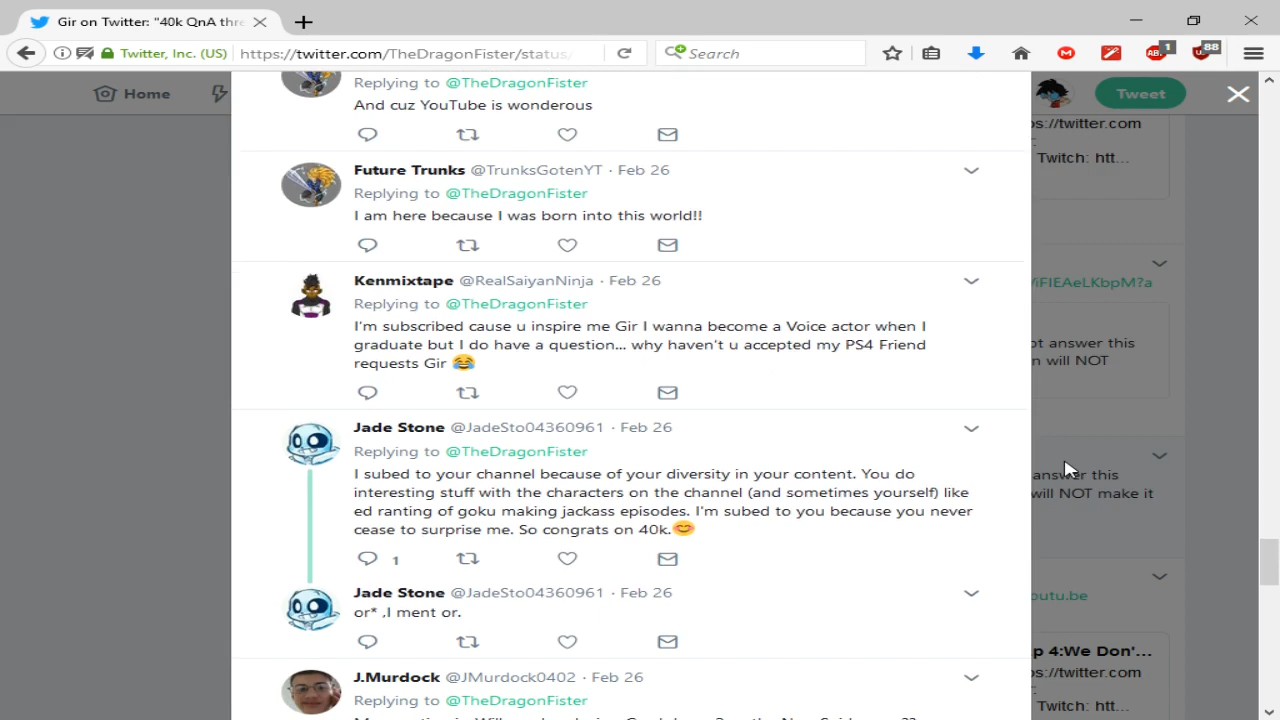 Gir on Twitter: "40k QnA thre
Twitter, Inc. (US)
https://twitter.com/TheDragonFister/status/
Search
1
88
Home
Tweet
Replying to @TheDragonFister
And cuz YouTube is wonderous
Future Trunks @TrunksGotenYT · Feb 26
Replying to @TheDragonFister
I am here because I was born into this world!!
Kenmixtape @RealSaiyanNinja · Feb 26
Replying to @TheDragonFister
I'm subscribed cause u inspire me Gir I wanna become a Voice actor when I
graduate but I do have a question... why haven't u accepted my PS4 Friend
requests Gir 😂
Jade Stone @JadeSto04360961 · Feb 26
Replying to @TheDragonFister
I subed to your channel because of your diversity in your content. You do
interesting stuff with the characters on the channel (and sometimes yourself) like
ed ranting of goku making jackass episodes. I'm subed to you because you never
cease to surprise me. So congrats on 40k.😊
1
Jade Stone @JadeSto04360961 · Feb 26
or* ,I ment or.
J.Murdock @JMurdock0402 · Feb 26
Replying to @TheDragonFister
ps://twitter.com
Twitch: htt...
/iFIEAeLKbpM?a
ot answer this
n will NOT
answer this
will NOT make it
outu.be
p 4:We Don'...
ps://twitter.com
Twitch: htt...